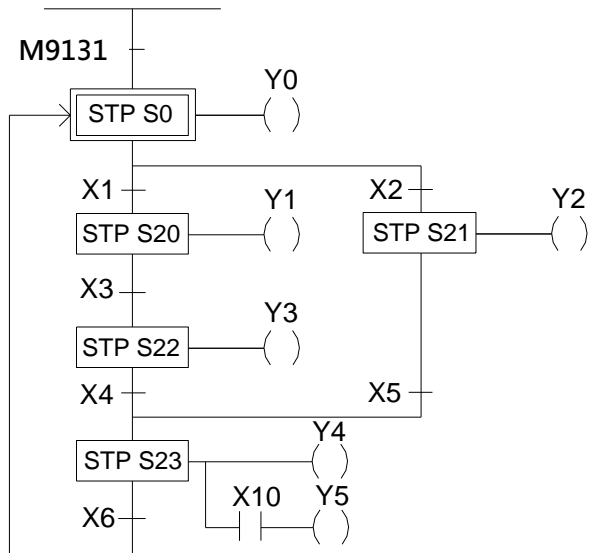 M9131
Y0
STP S0
X1
Y1
X2
Y2
STP S20
STP S21
X3
Y3
STP S22
X4
X5
Y4
STP S23
X10
Y5
X6